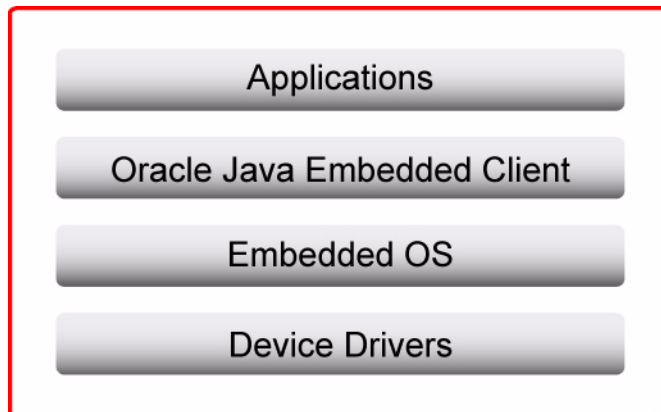 Applications
Oracle Java Embedded Client
Embedded OS
Device Drivers